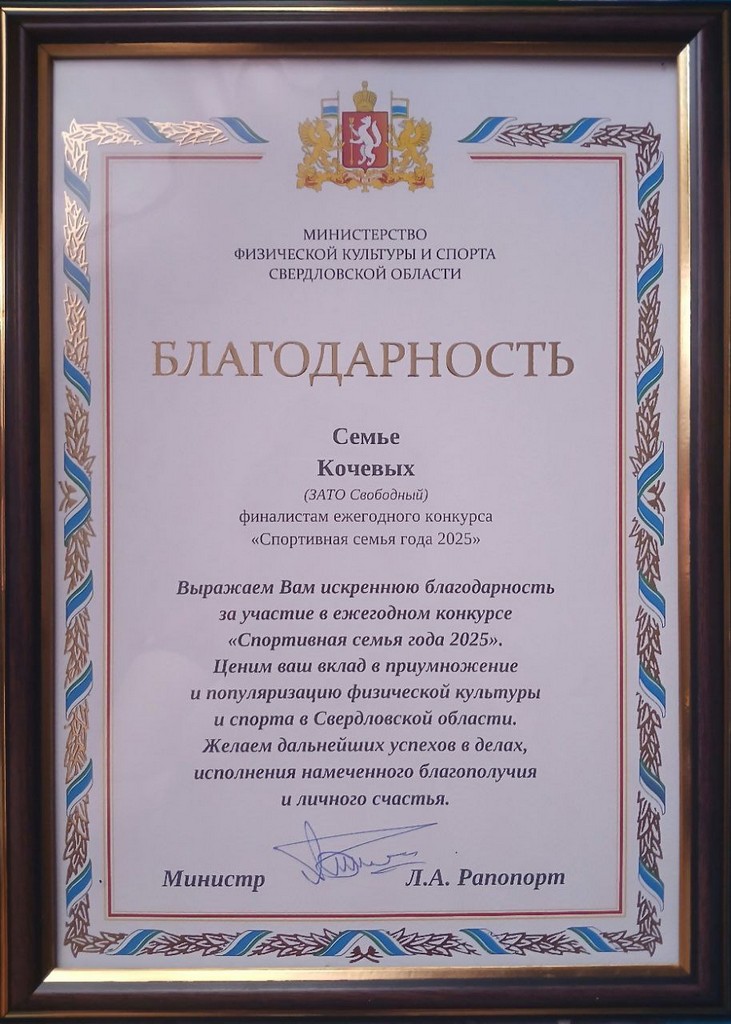 МИНИСТЕРСТВО
ФИЗИЧЕСКОЙ КУЛЬТУРЫ И СПОРТА
СВЕРДЛОВСКОЙ ОБЛАСТИ
БЛАГОДАРНОСТЬ
Семье
Кочевых
(ЗАТО Свободный)
финалистам ежегодного конкурса
«Спортивная семья года 2025»
Выражаем Вам искреннюю благодарность
за участие в ежегодном конкурсе
«Спортивная семья года 2025».
Ценим ваш вклад в приумножение
и популяризацию физической культуры
и спорта в Свердловской области.
Желаем дальнейших успехов в делах,
исполнения намеченного благополучия
и личного счастья.
Министр Л.А. Рапопорт